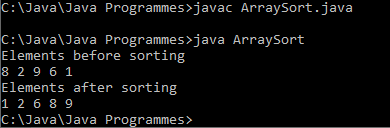 C:\Java\Java Programmes>javac ArraySort.java
C:\Java\Java Programmes>java ArraySort
Elements before sorting
8 2 9 6 1
Elements after sorting
1 2 6 8 9
C:\Java\Java Programmes>